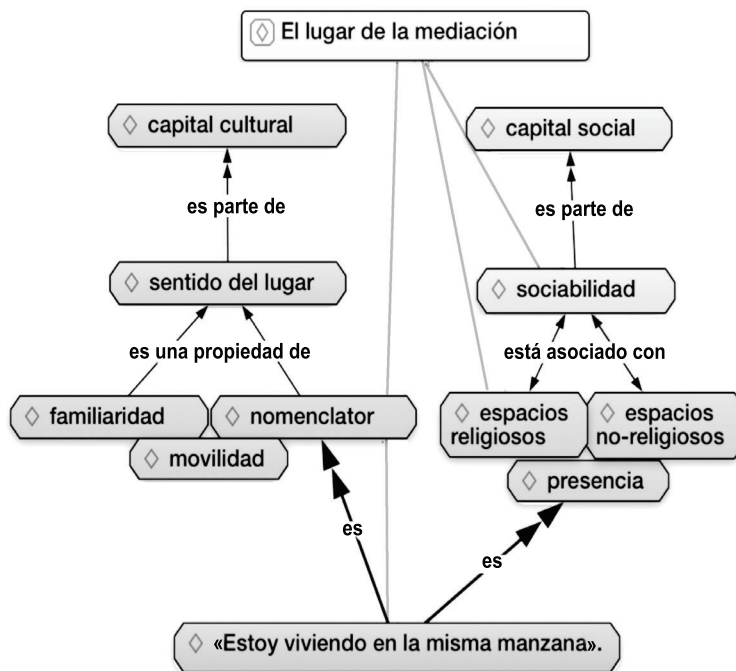 El lugar de la mediación
capital cultural
capital social
es parte de
es parte de
sentido del lugar
sociabilidad
es una propiedad de
está asociado con
familiaridad
nomenclator
movilidad
espacios
religiosos
espacios
no-religiosos
presencia
es
es
«Estoy viviendo en la misma manzana».